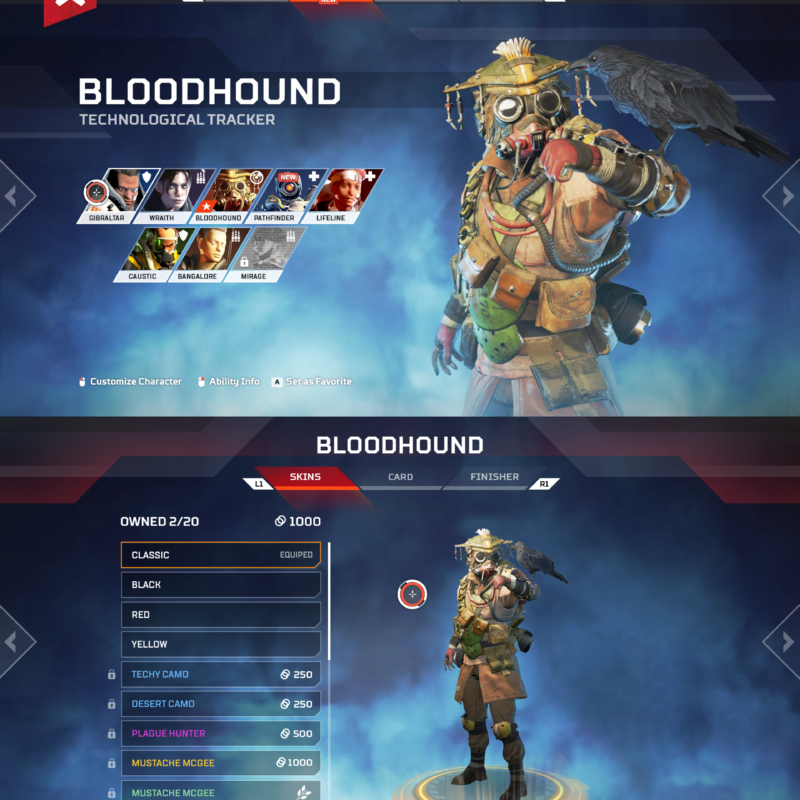 NEW
BLOODHOUND
TECHNOLOGICAL TRACKER
NEW
GIBRALTAR WRAITH BLOODHOUND PATHFINDER LIFELINE
CAUSTIC BANGALORE MIRAGE
Customize Character Ability Info A Set as Favorite
BLOODHOUND
L1 SKINS CARD FINISHER R1
OWNED 2/20 1000
CLASSIC EQUIPED
BLACK
RED
YELLOW
TECHY CAMO 250
DESERT CAMO 250
PLAGUE HUNTER 500
MUSTACHE MCGEE 1000
MUSTACHE MCGEE